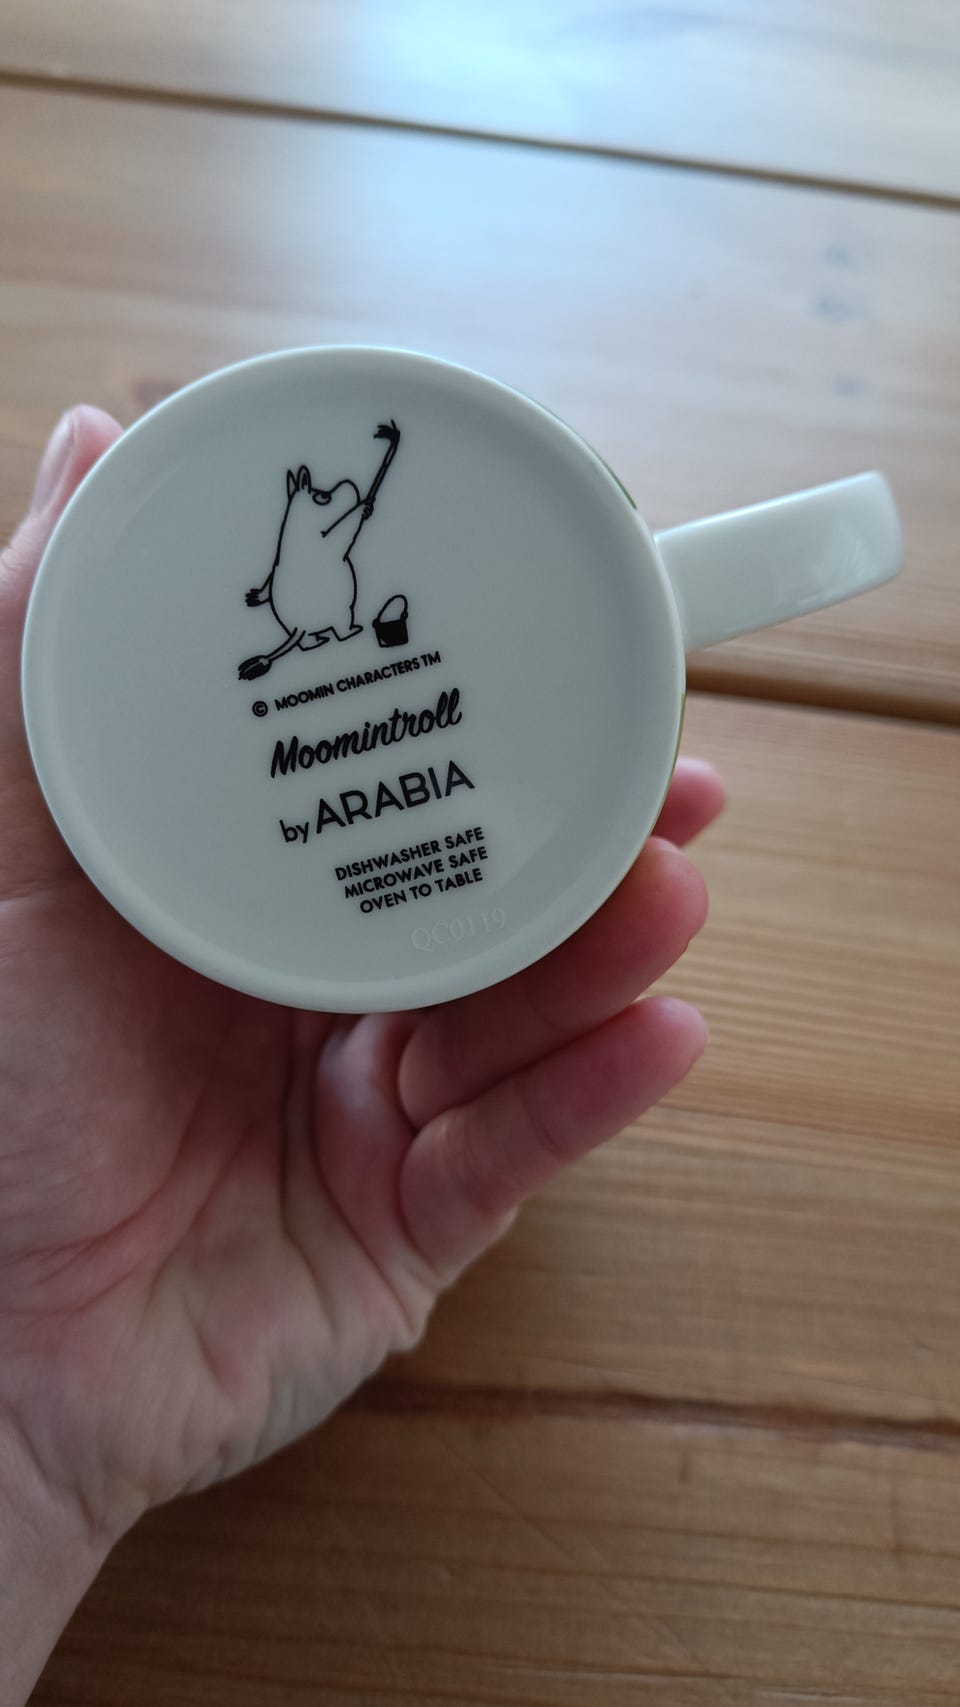 © MOOMIN CHARACTERS TM
Moomintroll
by ARABIA
DISHWASHER SAFE
MICROWAVE SAFE
OVEN TO TABLE
QC0119